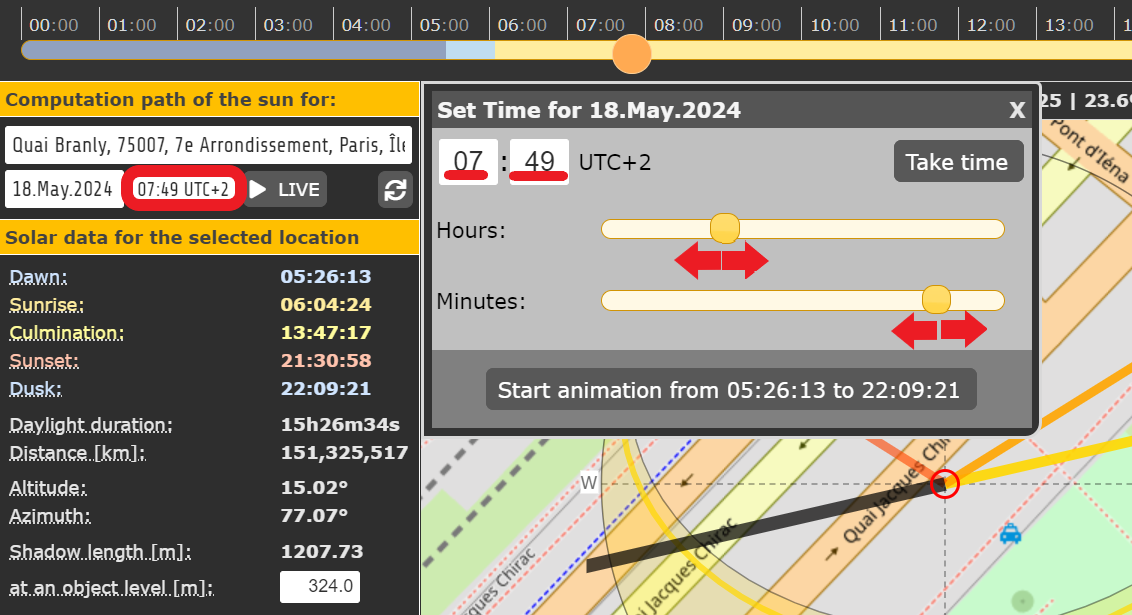 00:00 01:00 02:00 03:00 04:00 05:00 06:00 07:00 08:00 09:00 10:00 11:00 12:00 13:00
Computation path of the sun for:
Quai Branly, 75007, 7e Arrondissement, Paris, Île
18.May.2024 07:49 UTC+2 LIVE
Solar data for the selected location
Dawn: 05:26:13
Sunrise: 06:04:24
Culmination: 13:47:17
Sunset: 21:30:58
Dusk: 22:09:21
Daylight duration: 15h26m34s
Distance [km]: 151,325,517
Altitude: 15.02°
Azimuth: 77.07°
Shadow length [m]: 1207.73
at an object level [m]: 324.0
Set Time for 18.May.2024 X
07 : 49 UTC+2 Take time
Hours:
Minutes:
Start animation from 05:26:13 to 22:09:21
25 | 23.6
Pont d'Iéna
W
Quai Jacques Chirac
Jacques Chirac
ques Chirac